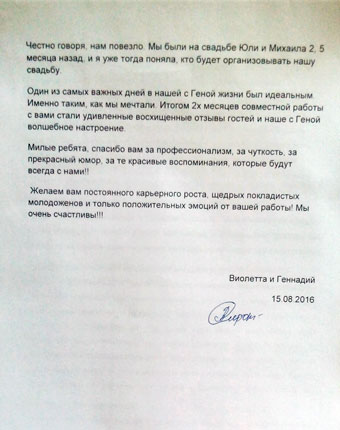 Честно говоря, нам повезло. Мы были на свадьбе Юли и Михаила 2, 5
месяца назад, и я уже тогда поняла, кто будет организовывать нашу
свадьбу.
Один из самых важных дней в нашей с Геной жизни был идеальным.
Именно таким, как мы мечтали. Итогом 2х месяцев совместной работы
с вами стали удивленные восхищенные отзывы гостей и наше с Геной
волшебное настроение.
Милые ребята, спасибо вам за профессионализм, за чуткость, за
прекрасный юмор, за те красивые воспоминания, которые будут
всегда с нами!!
Желаем вам постоянного карьерного роста, щедрых покладистых
молодоженов и только положительных эмоций от вашей работы! Мы
очень счастливы!!!
Виолетта и Геннадий
15.08.2016